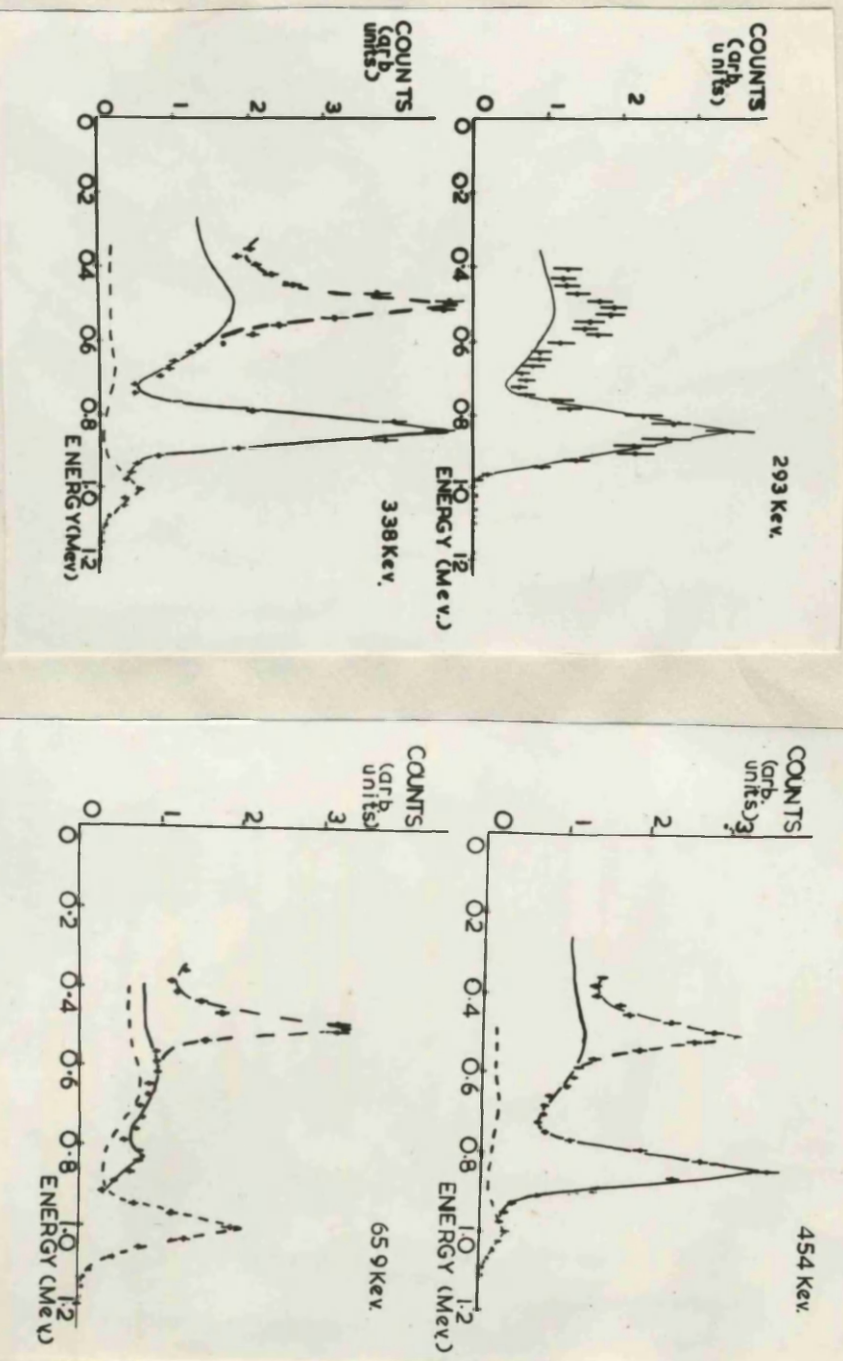 COUNTS
(arb.
units)
293 Kev.
2
1
0
0 0.2 0.4 0.6 0.8 1.0 1.2
ENERGY (Mev.)
COUNTS
(arb.
units)
338 Kev.
3
2
1
0
0 0.2 0.4 0.6 0.8 1.0 1.2
ENERGY (Mev)
COUNTS
(arb.
units)
454 Kev.
3
2
1
0
0 0.2 0.4 0.6 0.8 1.0 1.2
ENERGY (Mev.)
COUNTS
(arb.
units)
659 Kev.
3
2
1
0
0 0.2 0.4 0.6 0.8 1.0 1.2
ENERGY (Mev.)